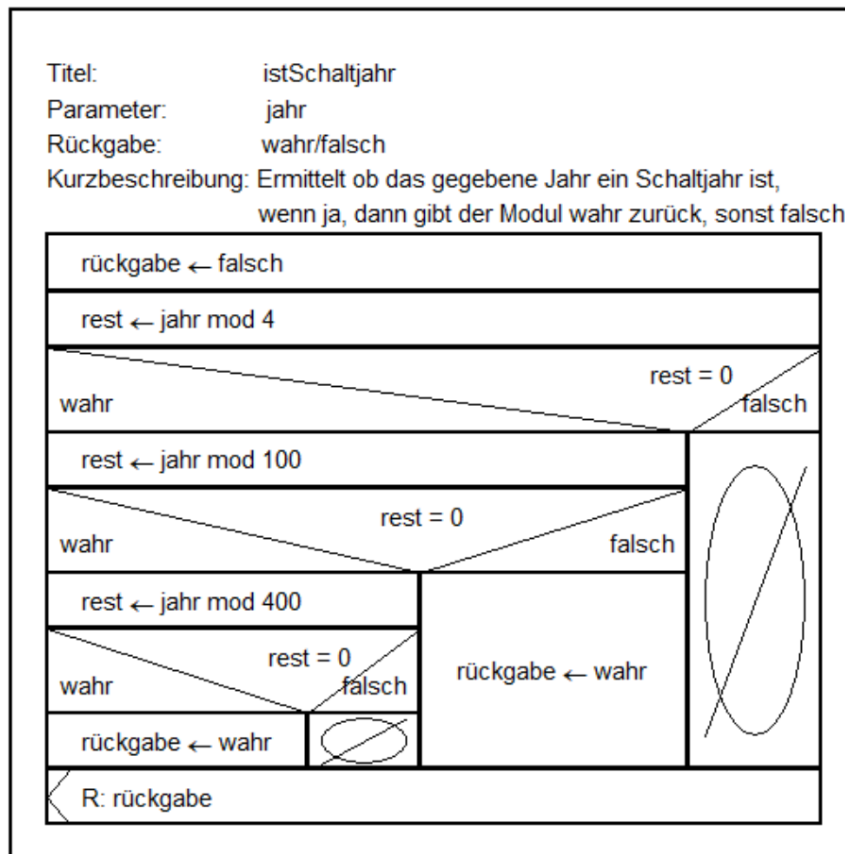 Titel: istSchaltjahr
Parameter: jahr
Rückgabe: wahr/falsch
Kurzbeschreibung: Ermittelt ob das gegebene Jahr ein Schaltjahr ist,
wenn ja, dann gibt der Modul wahr zurück, sonst falsch
rückgabe ← falsch
rest ← jahr mod 4
rest = 0
wahr falsch
rest ← jahr mod 100
rest = 0
wahr falsch
rest ← jahr mod 400
rest = 0
wahr falsch
rückgabe ← wahr
rückgabe ← wahr
R: rückgabe